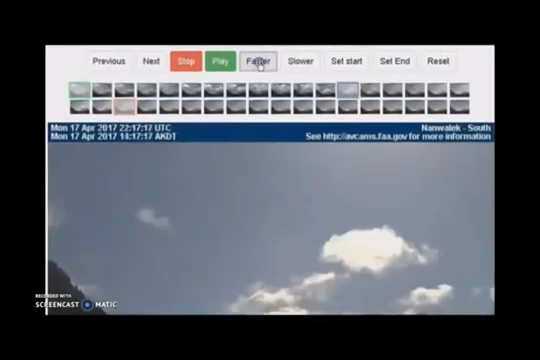 Previous Next Stop Play Faster Slower Set start Set End Reset
Mon 17 Apr 2017 22:17:17 UTC Nanwalek - South
Mon 17 Apr 2017 14:17:17 AKDT See http://avcams.faa.gov for more information
RECORDED WITH
SCREENCAST MATIC